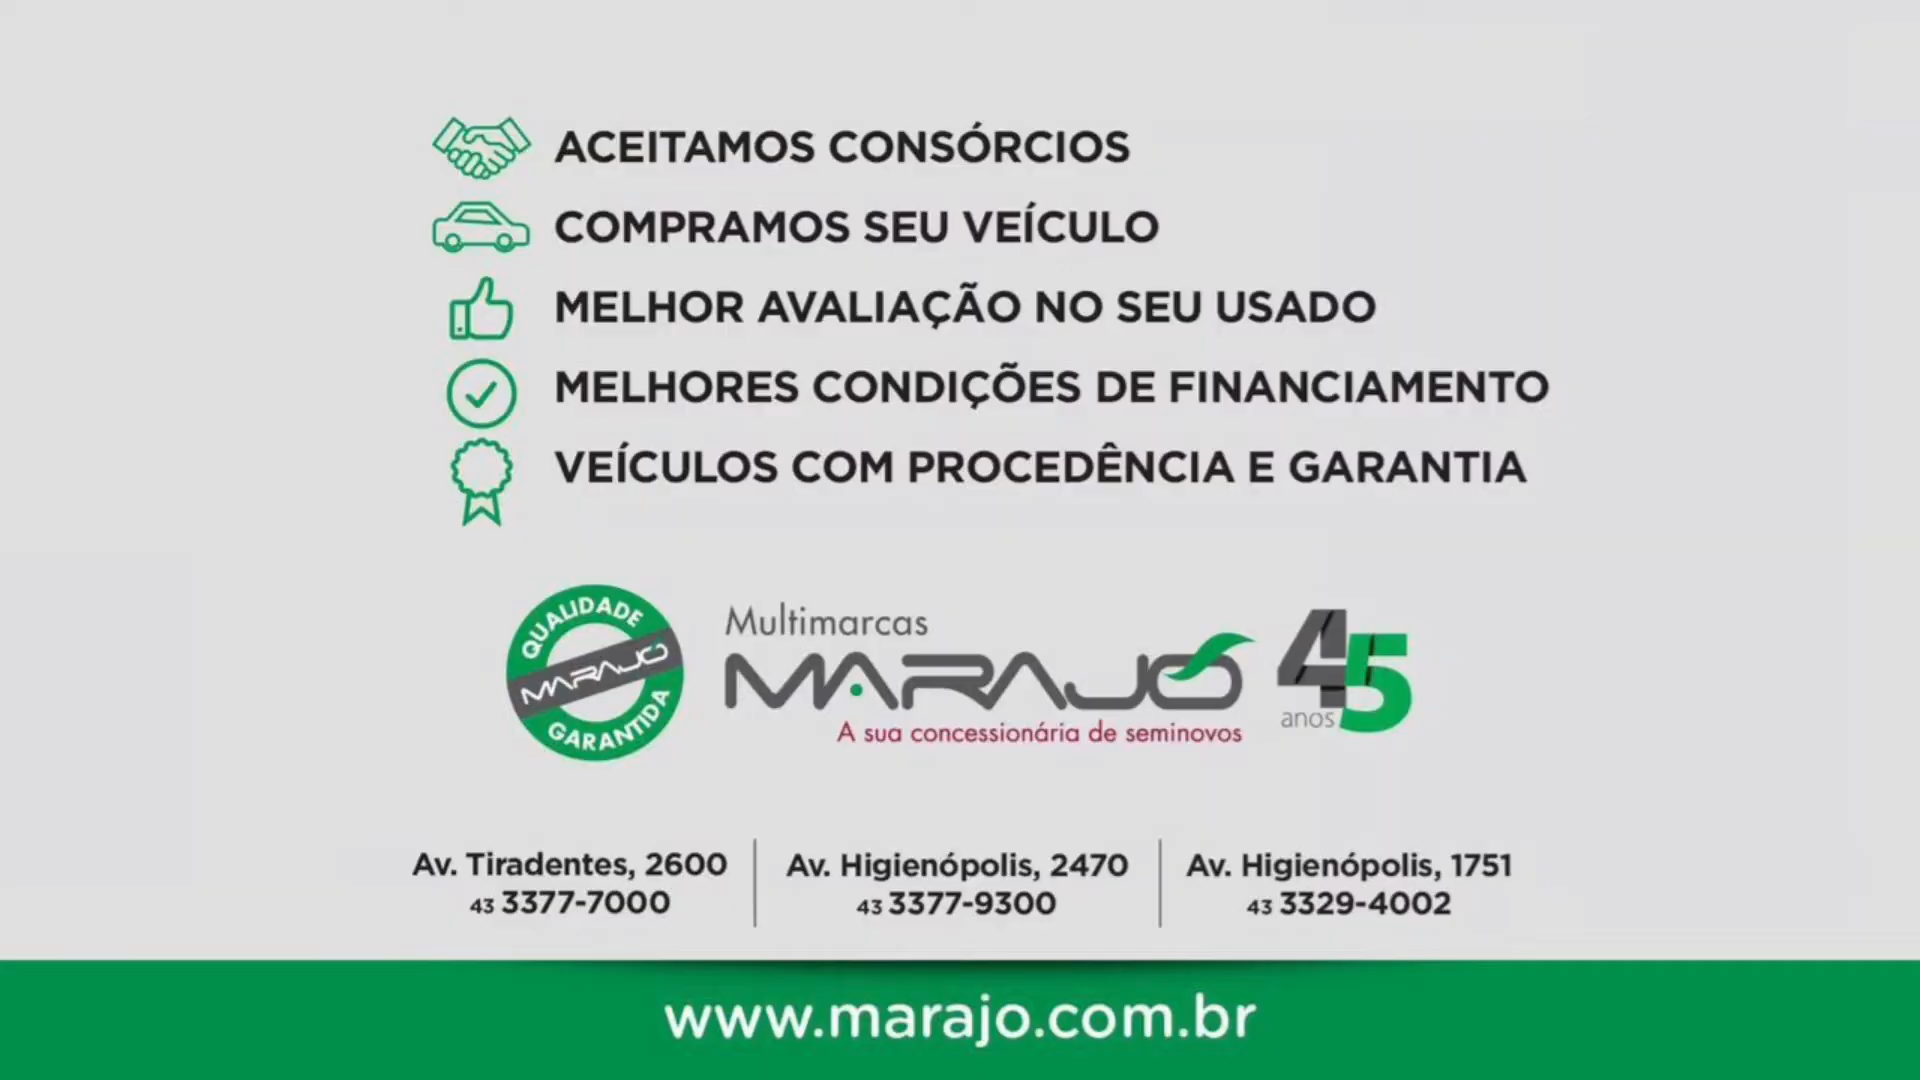 ACEITAMOS CONSÓRCIOS
COMPRAMOS SEU VEÍCULO
MELHOR AVALIAÇÃO NO SEU USADO
MELHORES CONDIÇÕES DE FINANCIAMENTO
VEÍCULOS COM PROCEDÊNCIA E GARANTIA
QUALIDADE
MARAJÓ
GARANTIDA
Multimarcas
MARAJÓ
A sua concessionária de seminovos
45
anos
Av. Tiradentes, 2600
43 3377-7000
Av. Higienópolis, 2470
43 3377-9300
Av. Higienópolis, 1751
43 3329-4002
www.marajo.com.br